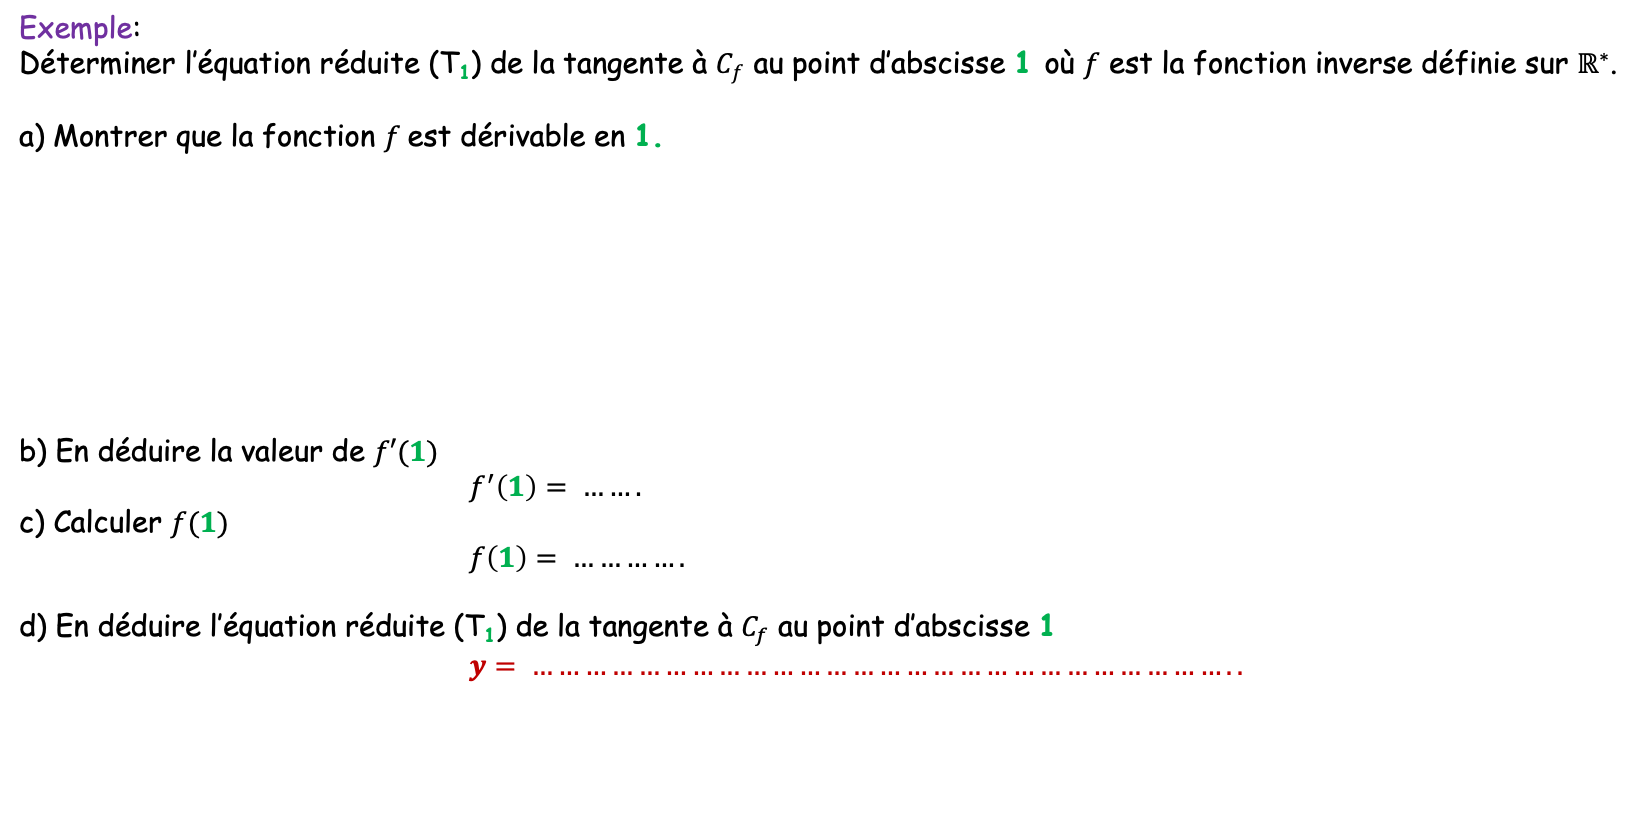 Exemple:
Déterminer l'équation réduite (T₁) de la tangente à C_f au point d'abscisse 1 où f est la fonction inverse définie sur ℝ*.
a) Montrer que la fonction f est dérivable en 1.
b) En déduire la valeur de f′(1)
f′(1) = … … .
c) Calculer f(1)
f(1) = … … … … .
d) En déduire l'équation réduite (T₁) de la tangente à C_f au point d'abscisse 1
y = … … … … … … … … … … … … … … … … … … … … … … … … … … . .